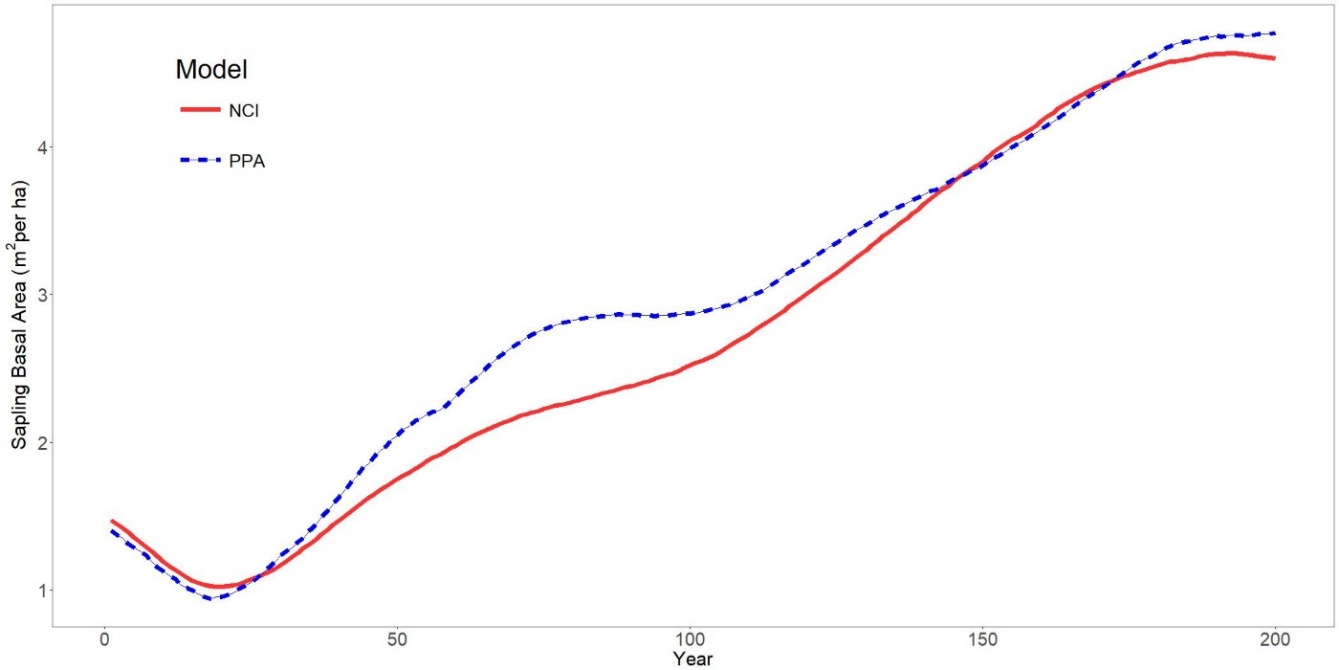 Model
NCI
PPA
4
3
2
1
Sapling Basal Area (m²per ha)
0 50 100 150 200
Year